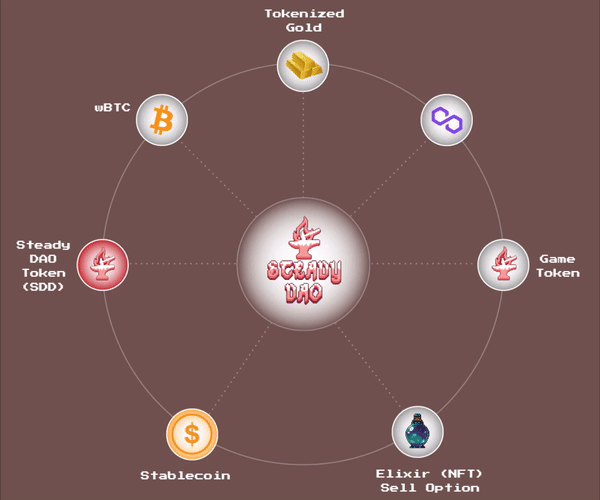 Tokenized
Gold
wBTC
Steady
DAO
Token
(SDD)
STEADY
DAO
Game
Token
$
Stablecoin
Elixir (NFT)
Sell Option